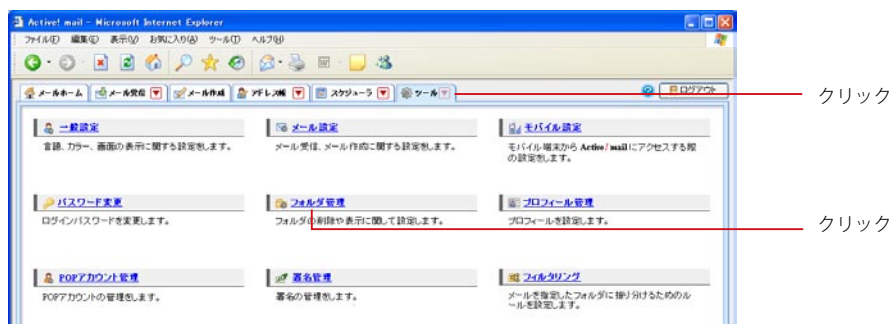 Active! mail - Microsoft Internet Explorer
ファイル(F) 編集(E) 表示(V) お気に入り(A) ツール(T) ヘルプ(H)
メールホーム メール受信 メール作成 アドレス帳 スケジューラ ツール ログアウト
クリック
一般設定 メール設定 モバイル設定
言語、カラー、画面の表示に関する設定をします。 メール受信、メール作成に関する設定をします。 モバイル端末から Active! mail にアクセスする際
の設定をします。
パスワード変更 フォルダ管理 プロフィール管理
ログインパスワードを変更します。 フォルダの削除や表示に関して設定します。 プロフィールを設定します。
クリック
POPアカウント管理 署名管理 フィルタリング
POPアカウントの管理をします。 署名の管理をします。 メールを指定したフォルダに振り分けるためのル
ールを設定します。